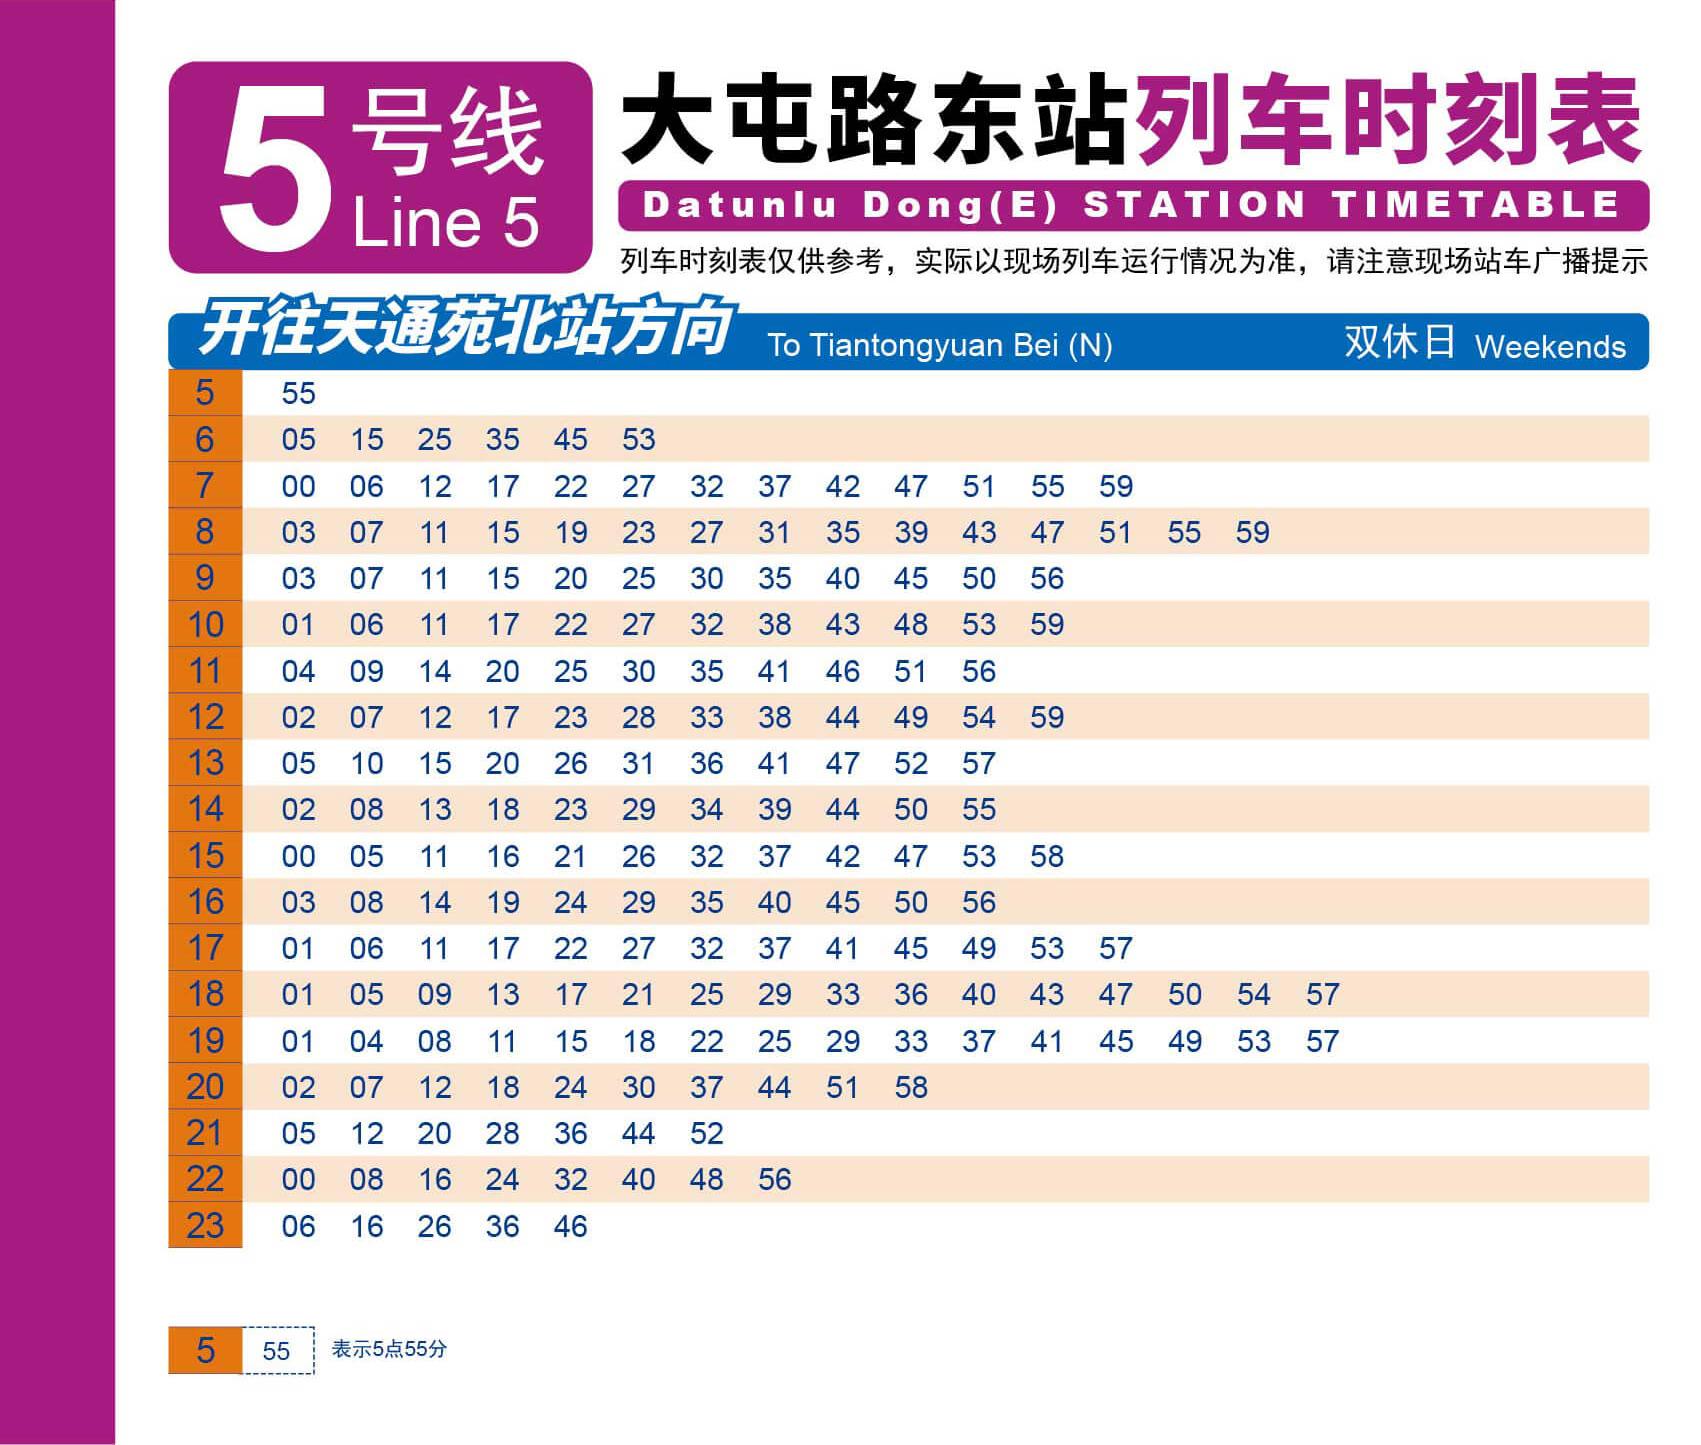 5号线
Line 5
大屯路东站列车时刻表
Datunlu Dong(E) STATION TIMETABLE
列车时刻表仅供参考，实际以现场列车运行情况为准，请注意现场站车广播提示
开往天通苑北站方向 To Tiantongyuan Bei (N) 双休日 Weekends
5 55
6 05 15 25 35 45 53
7 00 06 12 17 22 27 32 37 42 47 51 55 59
8 03 07 11 15 19 23 27 31 35 39 43 47 51 55 59
9 03 07 11 15 20 25 30 35 40 45 50 56
10 01 06 11 17 22 27 32 38 43 48 53 59
11 04 09 14 20 25 30 35 41 46 51 56
12 02 07 12 17 23 28 33 38 44 49 54 59
13 05 10 15 20 26 31 36 41 47 52 57
14 02 08 13 18 23 29 34 39 44 50 55
15 00 05 11 16 21 26 32 37 42 47 53 58
16 03 08 14 19 24 29 35 40 45 50 56
17 01 06 11 17 22 27 32 37 41 45 49 53 57
18 01 05 09 13 17 21 25 29 33 36 40 43 47 50 54 57
19 01 04 08 11 15 18 22 25 29 33 37 41 45 49 53 57
20 02 07 12 18 24 30 37 44 51 58
21 05 12 20 28 36 44 52
22 00 08 16 24 32 40 48 56
23 06 16 26 36 46
5 55 表示5点55分